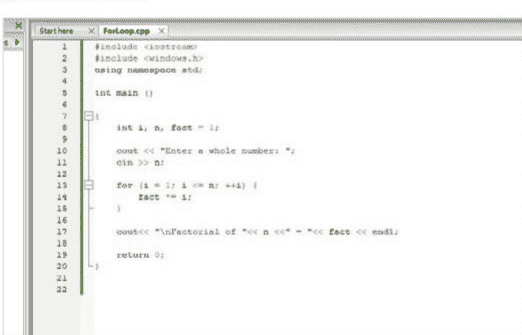 Start here × ForLoop.cpp ×
1 #include <iostream>
2 #include <windows.h>
3 using namespace std;
4
5 int main ()
6
7 {
8 int i, n, fact = 1;
9
10 cout << "Enter a whole number: ";
11 cin >> n;
12
13 for (i = 1; i <= n; ++i) {
14 fact *= i;
15 }
16
17 cout<< "\nFactorial of "<< n <<" = "<< fact << endl;
18
19 return 0;
20 }
21
22